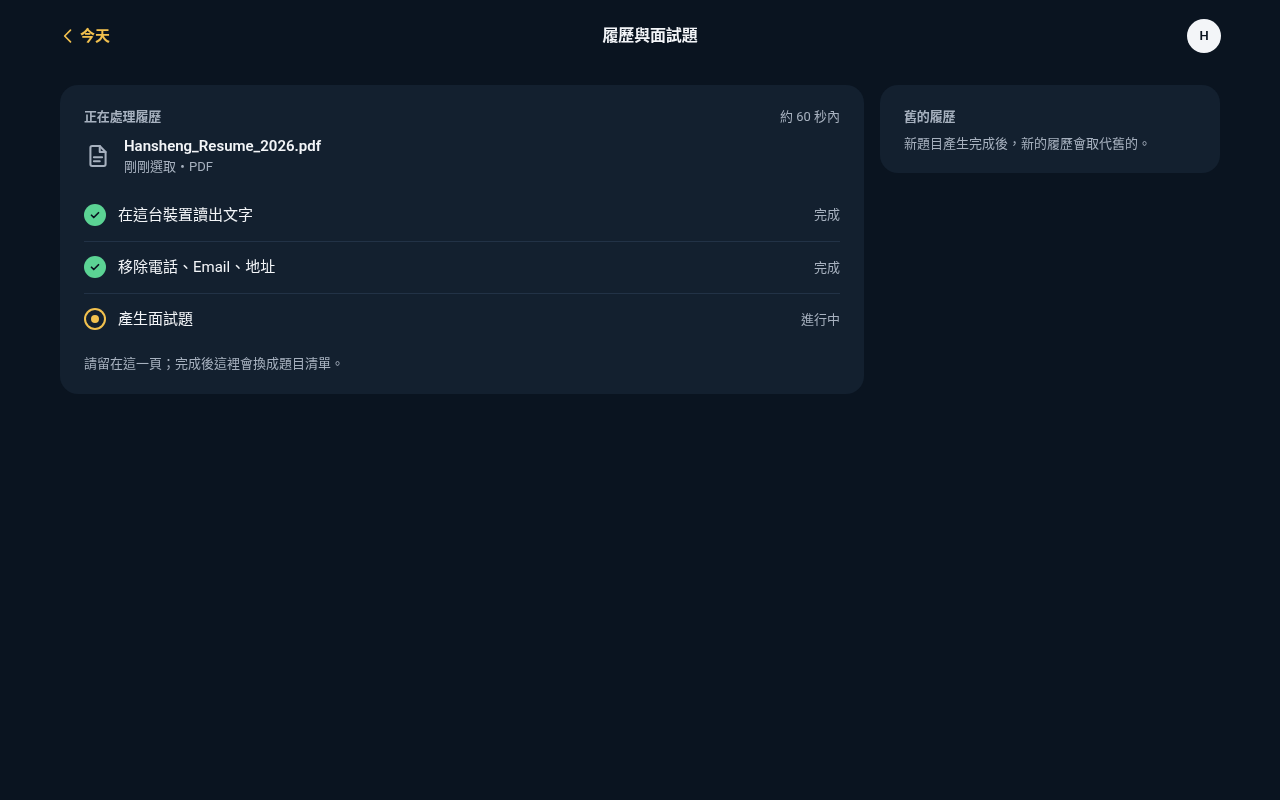 今天
履歷與面試題
H
正在處理履歷
約 60 秒內
Hansheng_Resume_2026.pdf
剛剛選取・PDF
在這台裝置讀出文字
完成
移除電話、Email、地址
完成
產生面試題
進行中
請留在這一頁；完成後這裡會換成題目清單。
舊的履歷
新題目產生完成後，新的履歷會取代舊的。